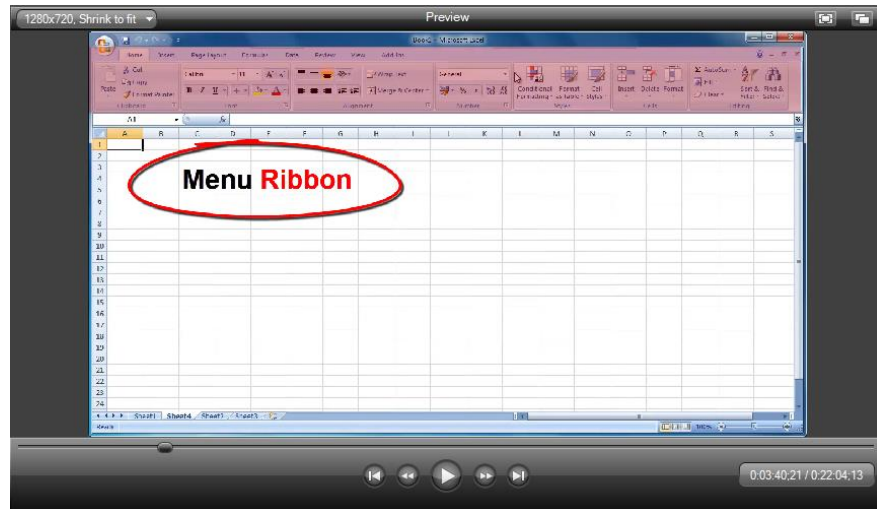 1280x720, Shrink to fit
Preview
Microsoft Excel
Home Insert Page Layout Formulas Data Review View Add-Ins
Cut
Calibri 11
Wrap Text
General
AutoSum
Copy
Fill
Paste
Format Painter
Merge & Center
Conditional Formatting
Format as Table
Cell Styles
Insert Delete Format
Clear
Sort & Filter
Find & Select
Clipboard Font Alignment Number Styles Cells Editing
A1 fx
A B C D E F G H I J K L M N O P Q R S
1
2
3
4
5
6
7
8
9
10
11
12
13
14
15
16
17
18
19
20
21
22
23
24
Menu Ribbon
Sheet1 Sheet4 Sheet2 Sheet3
Ready
100%
0:03:40;21 / 0:22:04;13